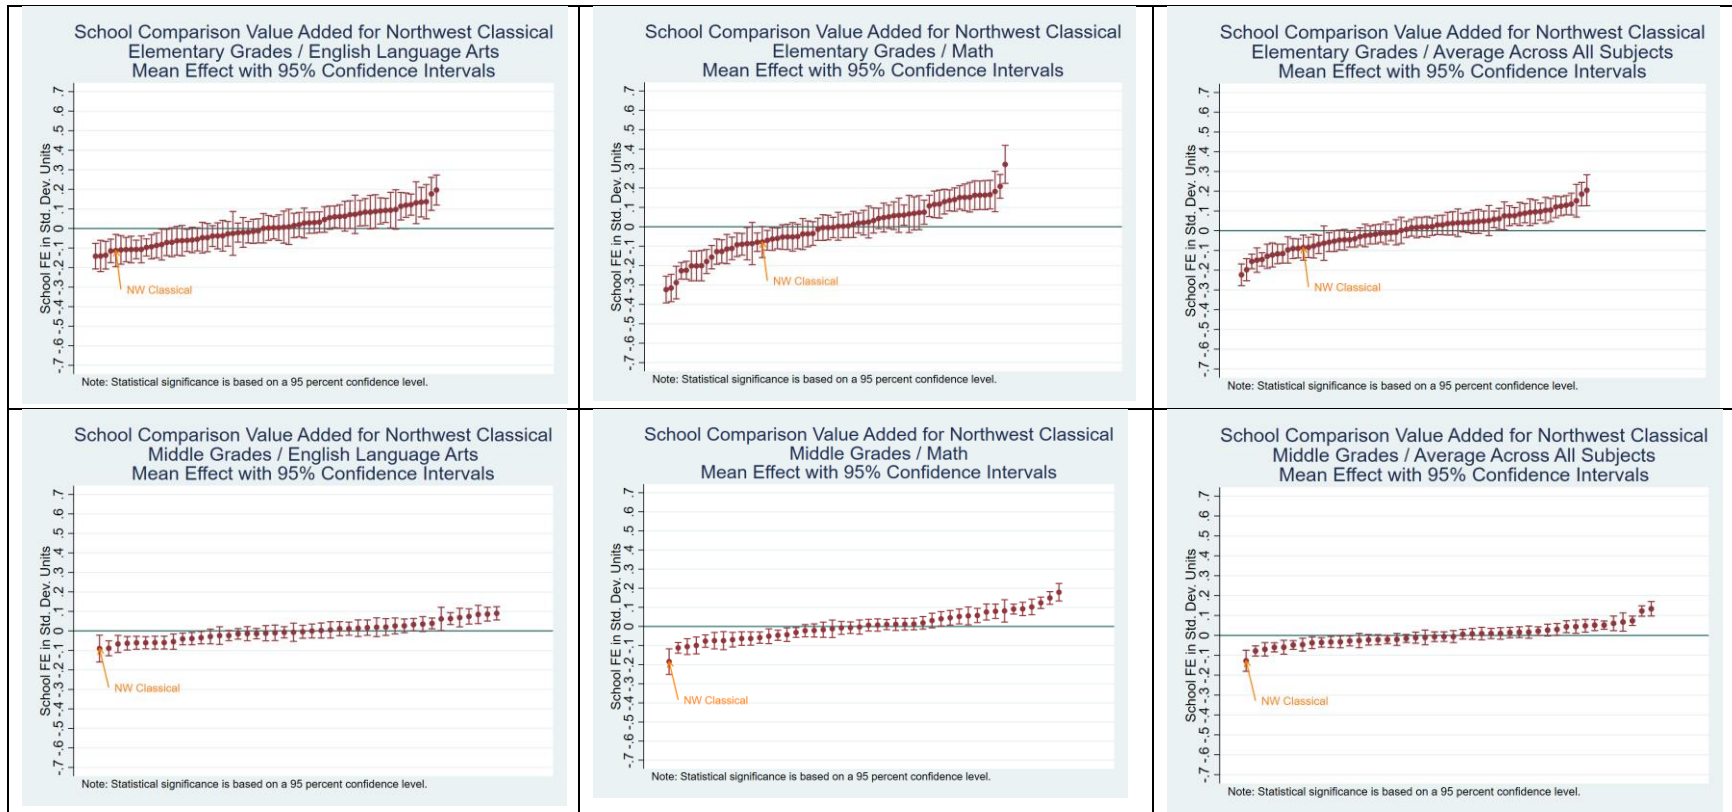 School Comparison Value Added for Northwest Classical
Elementary Grades / English Language Arts
Mean Effect with 95% Confidence Intervals
School FE in Std. Dev. Units
-.7 -.6 -.5 -.4 -.3 -.2 -.1 0 .1 .2 .3 .4 .5 .6 .7
NW Classical
Note: Statistical significance is based on a 95 percent confidence level.
School Comparison Value Added for Northwest Classical
Elementary Grades / Math
Mean Effect with 95% Confidence Intervals
School FE in Std. Dev. Units
-.7 -.6 -.5 -.4 -.3 -.2 -.1 0 .1 .2 .3 .4 .5 .6 .7
NW Classical
Note: Statistical significance is based on a 95 percent confidence level.
School Comparison Value Added for Northwest Classical
Elementary Grades / Average Across All Subjects
Mean Effect with 95% Confidence Intervals
School FE in Std. Dev. Units
-.7 -.6 -.5 -.4 -.3 -.2 -.1 0 .1 .2 .3 .4 .5 .6 .7
NW Classical
Note: Statistical significance is based on a 95 percent confidence level.
School Comparison Value Added for Northwest Classical
Middle Grades / English Language Arts
Mean Effect with 95% Confidence Intervals
School FE in Std. Dev. Units
-.7 -.6 -.5 -.4 -.3 -.2 -.1 0 .1 .2 .3 .4 .5 .6 .7
NW Classical
Note: Statistical significance is based on a 95 percent confidence level.
School Comparison Value Added for Northwest Classical
Middle Grades / Math
Mean Effect with 95% Confidence Intervals
School FE in Std. Dev. Units
-.7 -.6 -.5 -.4 -.3 -.2 -.1 0 .1 .2 .3 .4 .5 .6 .7
NW Classical
Note: Statistical significance is based on a 95 percent confidence level.
School Comparison Value Added for Northwest Classical
Middle Grades / Average Across All Subjects
Mean Effect with 95% Confidence Intervals
School FE in Std. Dev. Units
-.7 -.6 -.5 -.4 -.3 -.2 -.1 0 .1 .2 .3 .4 .5 .6 .7
NW Classical
Note: Statistical significance is based on a 95 percent confidence level.